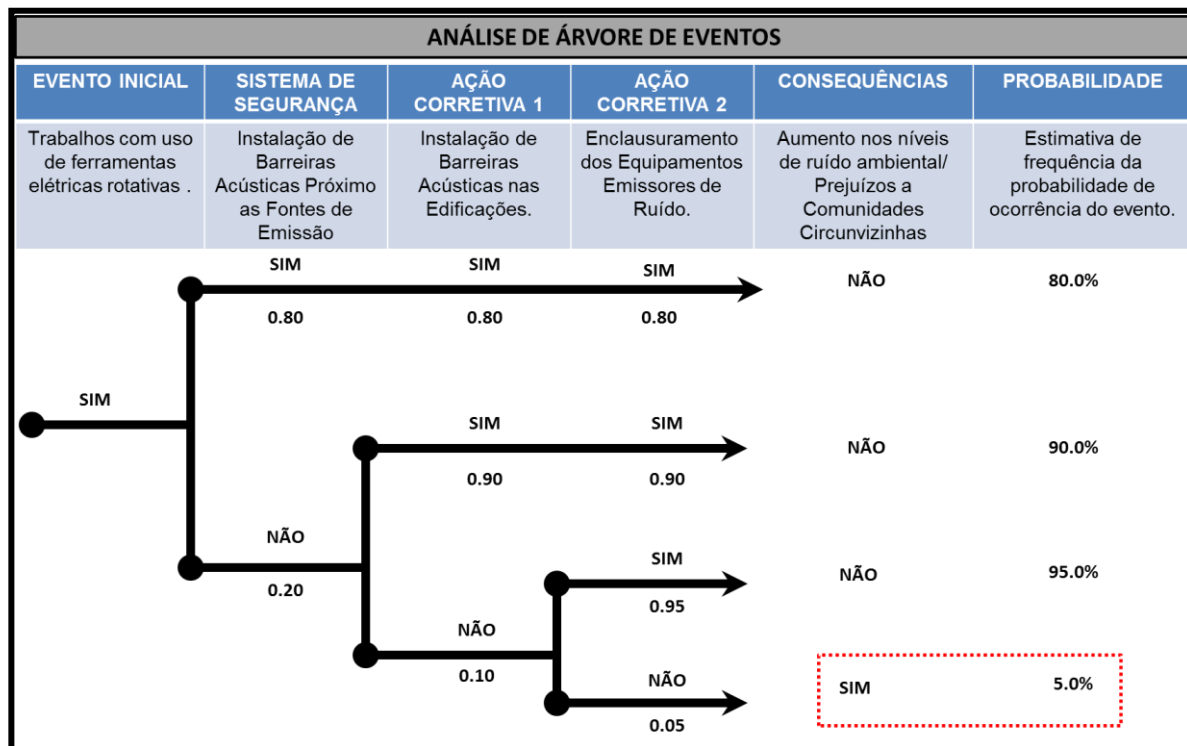 ANÁLISE DE ÁRVORE DE EVENTOS
EVENTO INICIAL
SISTEMA DE
SEGURANÇA
AÇÃO
CORRETIVA 1
AÇÃO
CORRETIVA 2
CONSEQUÊNCIAS
PROBABILIDADE
Trabalhos com uso
de ferramentas
elétricas rotativas .
Instalação de
Barreiras
Acústicas Próximo
as Fontes de
Emissão
Instalação de
Barreiras
Acústicas nas
Edificações.
Enclausuramento
dos Equipamentos
Emissores de
Ruído.
Aumento nos níveis
de ruído ambiental/
Prejuízos a
Comunidades
Circunvizinhas
Estimativa de
frequência da
probabilidade de
ocorrência do evento.
SIM
SIM
SIM
NÃO
80.0%
0.80
0.80
0.80
SIM
SIM
SIM
NÃO
90.0%
0.90
0.90
NÃO
0.20
SIM
NÃO
95.0%
0.95
NÃO
0.10
NÃO
SIM
5.0%
0.05